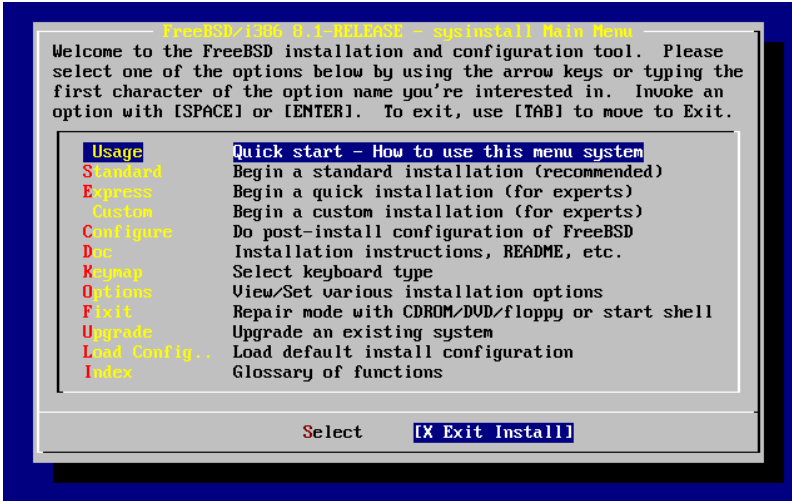 FreeBSD/i386 8.1-RELEASE - sysinstall Main Menu
Welcome to the FreeBSD installation and configuration tool.  Please
select one of the options below by using the arrow keys or typing the
first character of the option name you're interested in.  Invoke an
option with [SPACE] or [ENTER].  To exit, use [TAB] to move to Exit.
Usage Quick start - How to use this menu system
Standard Begin a standard installation (recommended)
Express Begin a quick installation (for experts)
Custom Begin a custom installation (for experts)
Configure Do post-install configuration of FreeBSD
Doc Installation instructions, README, etc.
Keymap Select keyboard type
Options View/Set various installation options
Fixit Repair mode with CDROM/DVD/floppy or start shell
Upgrade Upgrade an existing system
Load Config.. Load default install configuration
Index Glossary of functions
Select [X Exit Install]